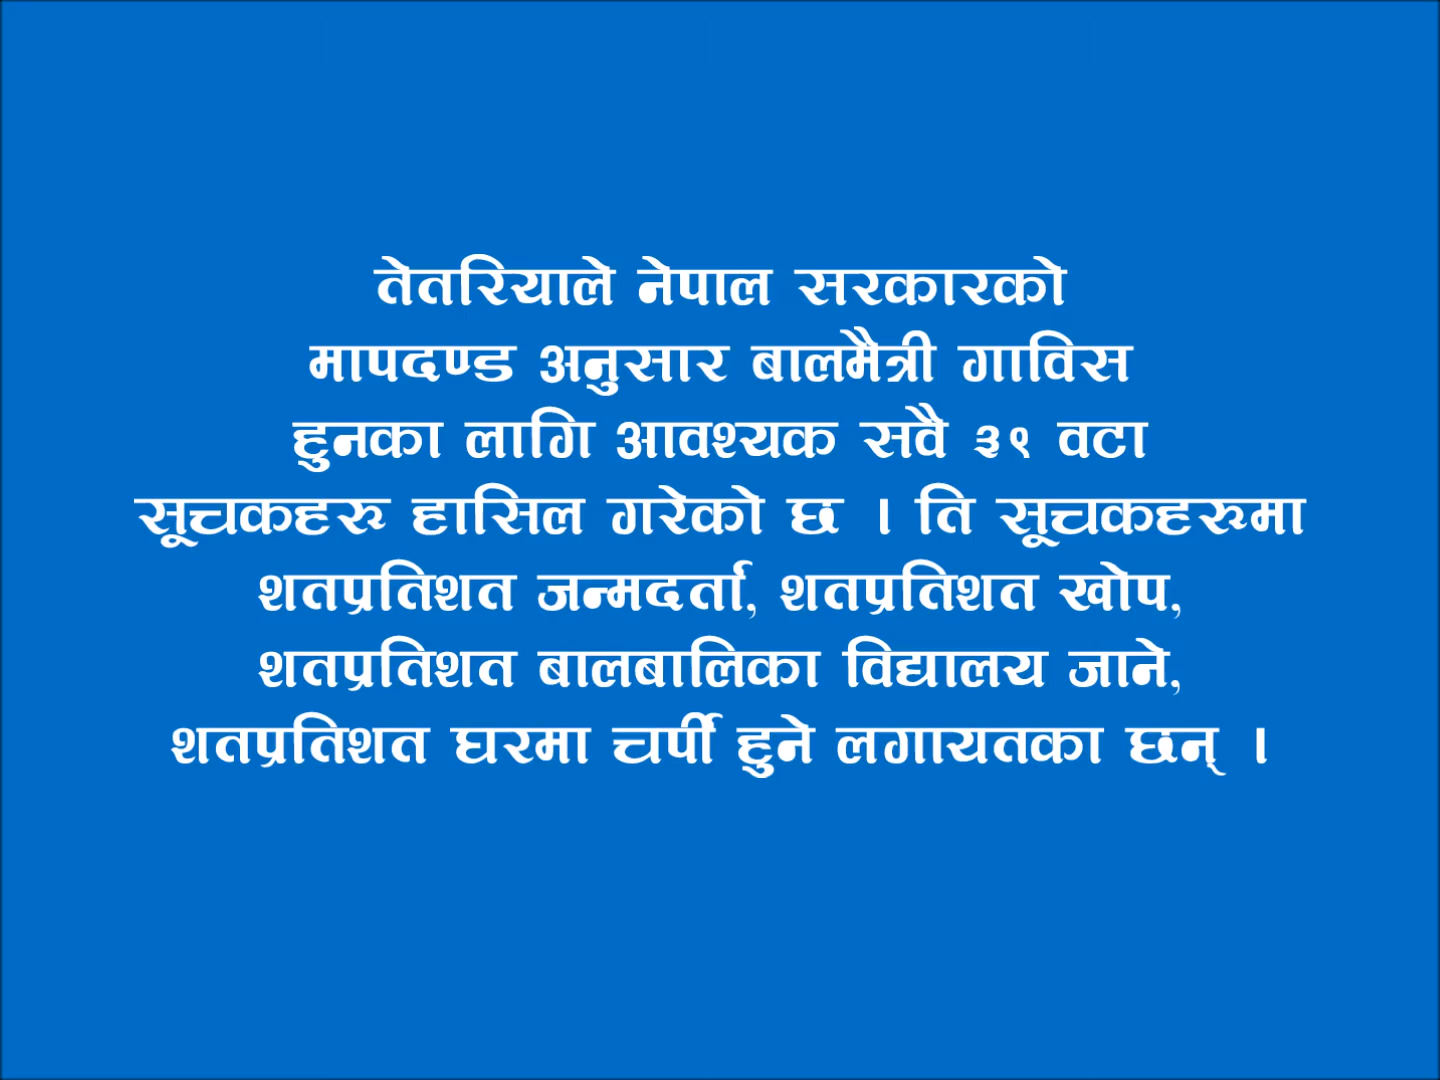 तेतरियाले नेपाल सरकारको
मापदण्ड अनुसार बालमैत्री गाविस
हुनका लागि आवश्यक सवै ३९ वटा
सूचकहरु हासिल गरेको छ । ति सूचकहरुमा
शतप्रतिशत जन्मदर्ता, शतप्रतिशत खोप,
शतप्रतिशत बालबालिका विद्यालय जाने,
शतप्रतिशत घरमा चर्पी हुने लगायतका छन् ।